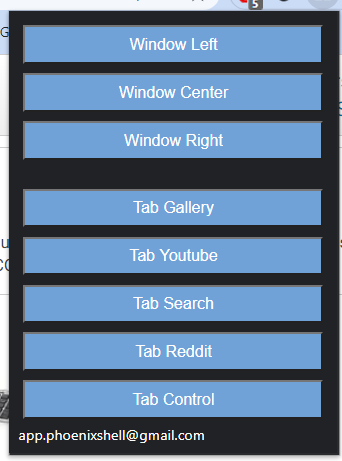 5
Window Left
Window Center
Window Right
Tab Gallery
Tab Youtube
Tab Search
Tab Reddit
Tab Control
app.phoenixshell@gmail.com